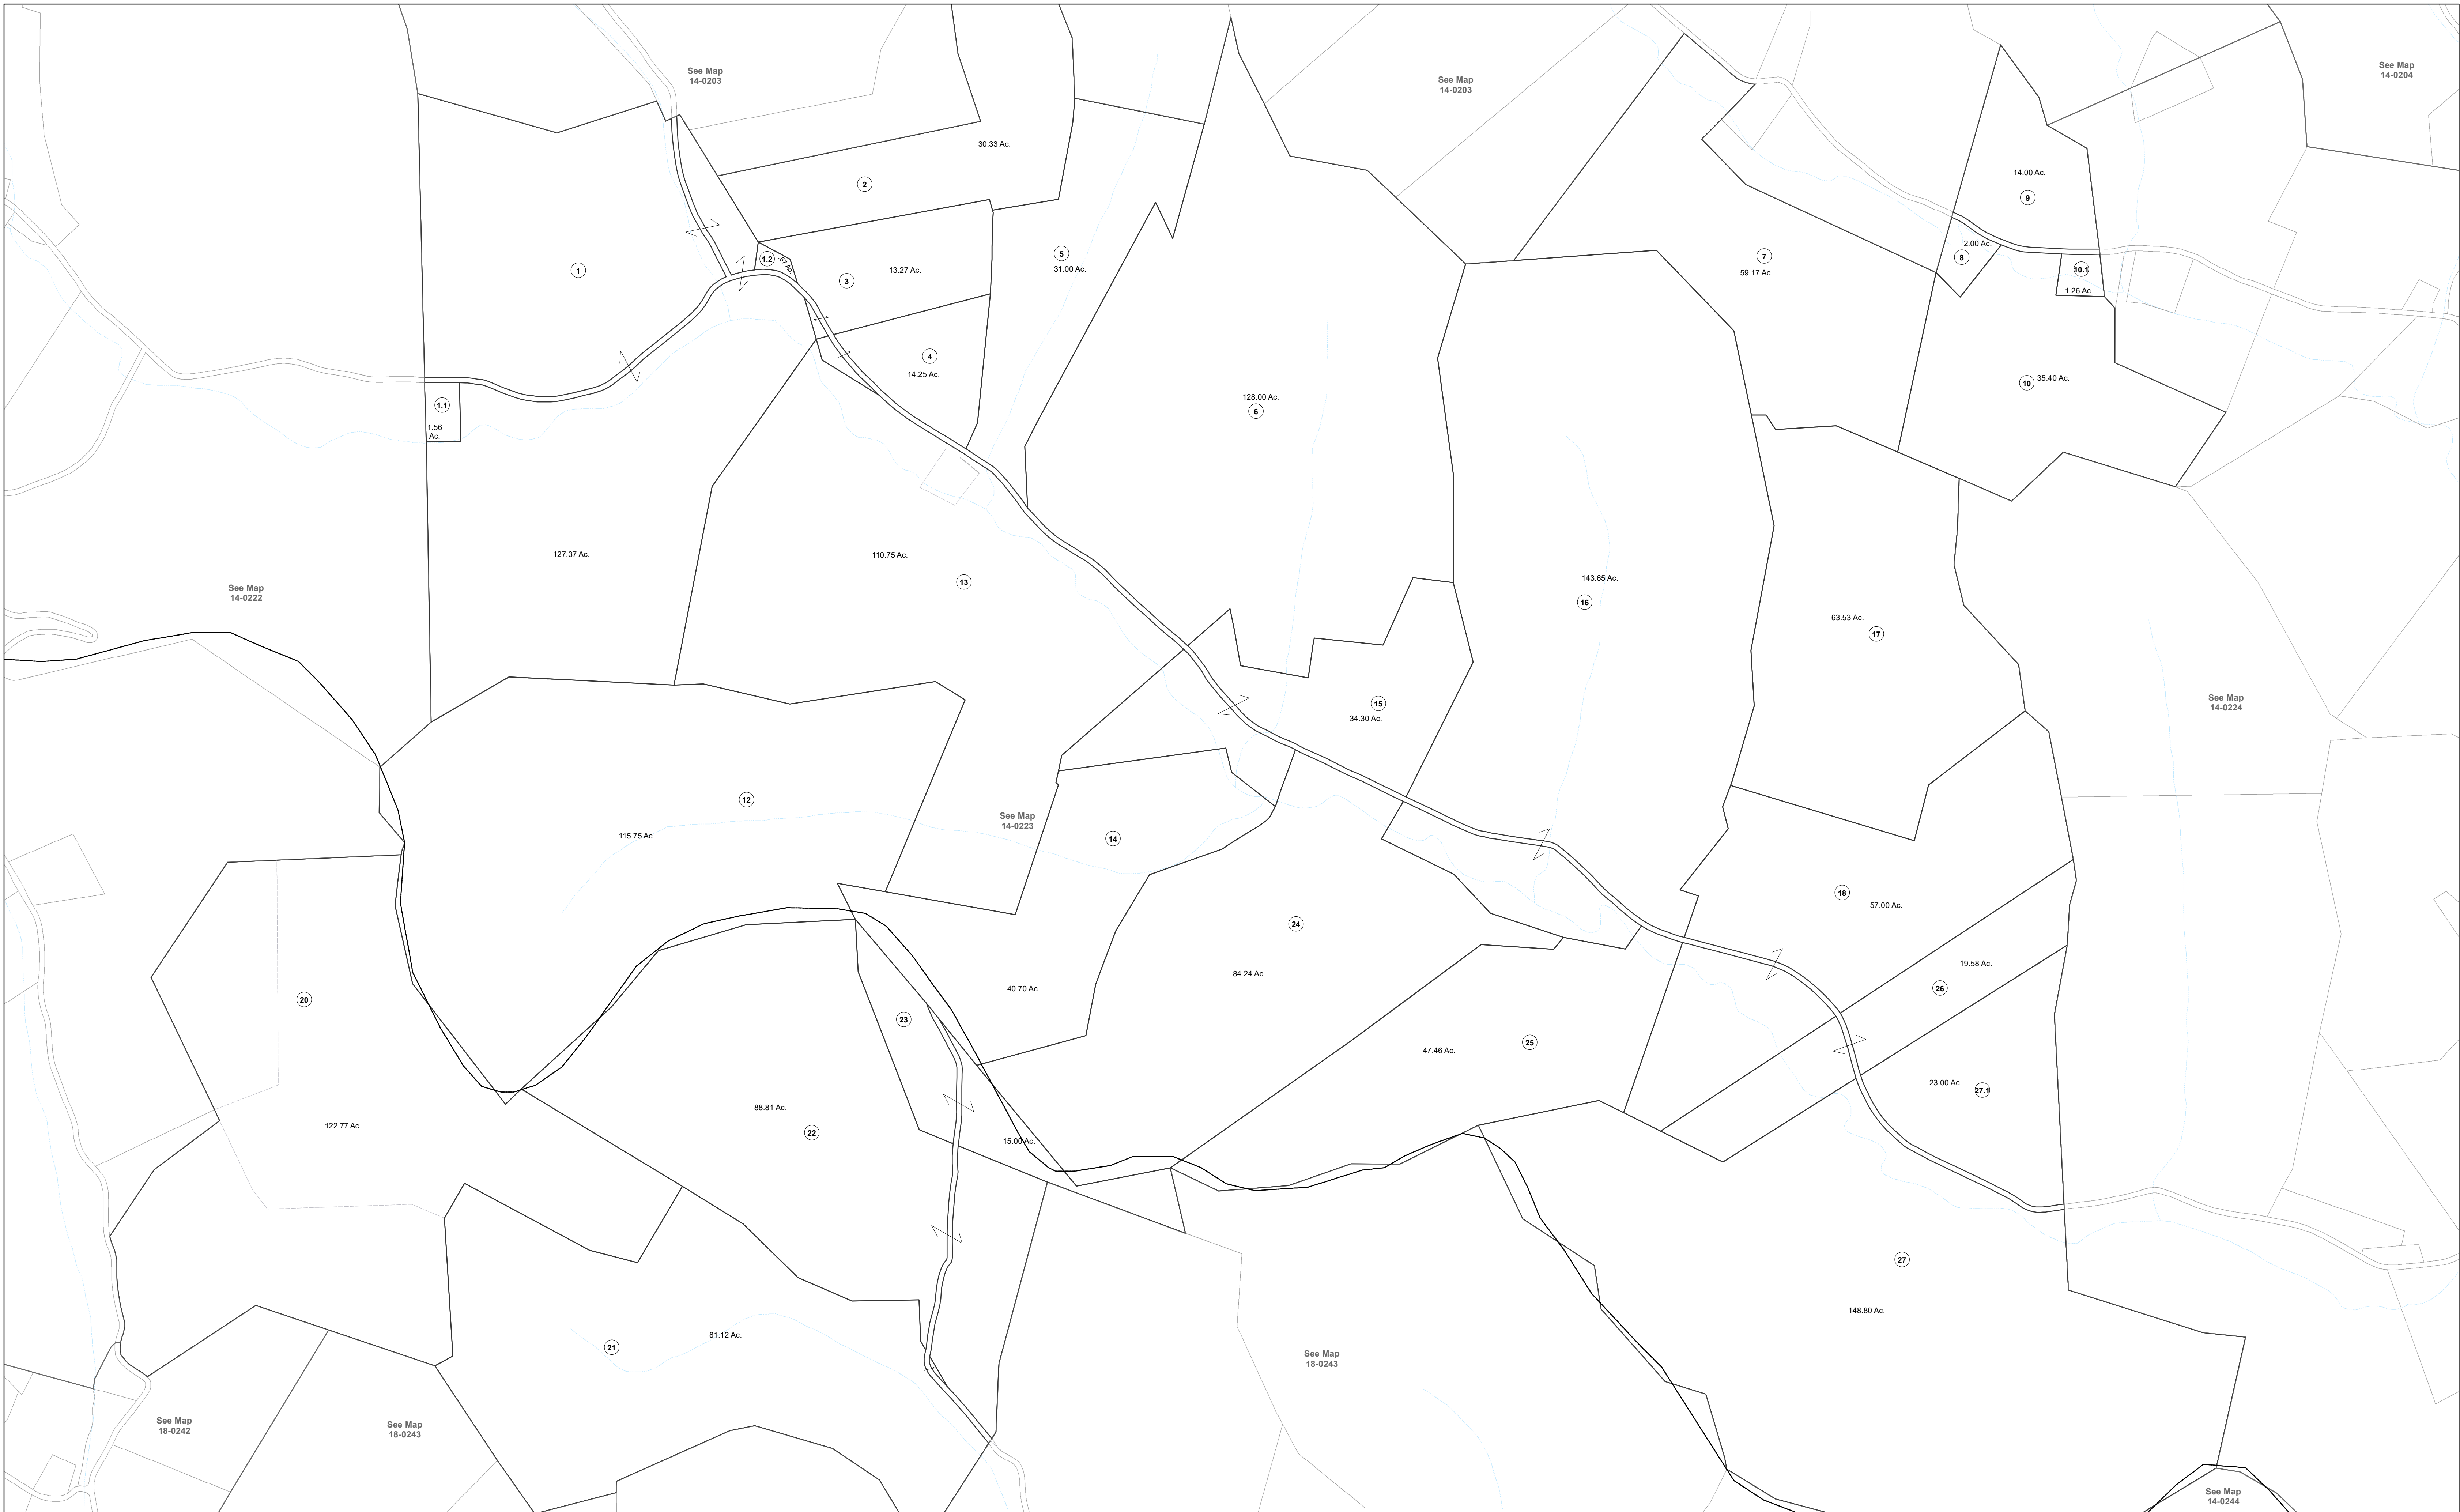 See Map
14-0203
See Map
14-0203
See Map
14-0204
30.33 Ac.
2
14.00 Ac.
9
1
1.2
.57 Ac.
3
13.27 Ac.
5
31.00 Ac.
7
59.17 Ac.
2.00 Ac.
8
10.1
1.26 Ac.
4
14.25 Ac.
10
35.40 Ac.
1.1
1.56
Ac.
128.00 Ac.
6
127.37 Ac.
110.75 Ac.
13
See Map
14-0222
143.65 Ac.
16
63.53 Ac.
17
15
34.30 Ac.
See Map
14-0224
12
115.75 Ac.
See Map
14-0223
14
18
57.00 Ac.
24
84.24 Ac.
19.58 Ac.
26
40.70 Ac.
20
23
47.46 Ac.
25
23.00 Ac.
27.1
122.77 Ac.
88.81 Ac.
22
15.00 Ac.
27
148.80 Ac.
21
81.12 Ac.
See Map
18-0243
See Map
18-0242
See Map
18-0243
See Map
14-0244